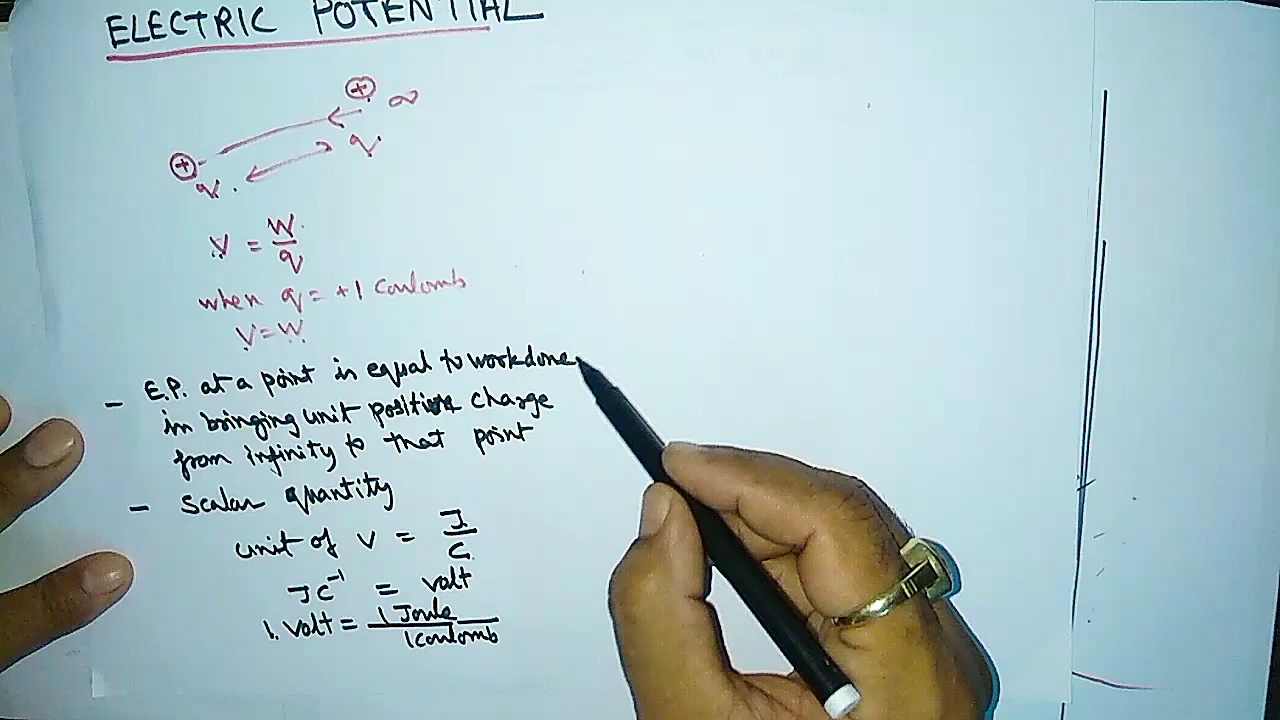 ELECTRIC POTENTIAL
⊕ ∞
⊕ q
q
V = W/q
when q = +1 Coulomb
V = W
- E.P. at a point is equal to workdone
in bringing unit positive charge
from infinity to that point
- Scalar quantity
unit of V = J/C
JC⁻¹ = volt
1 volt = 1 Joule/1 Coulomb